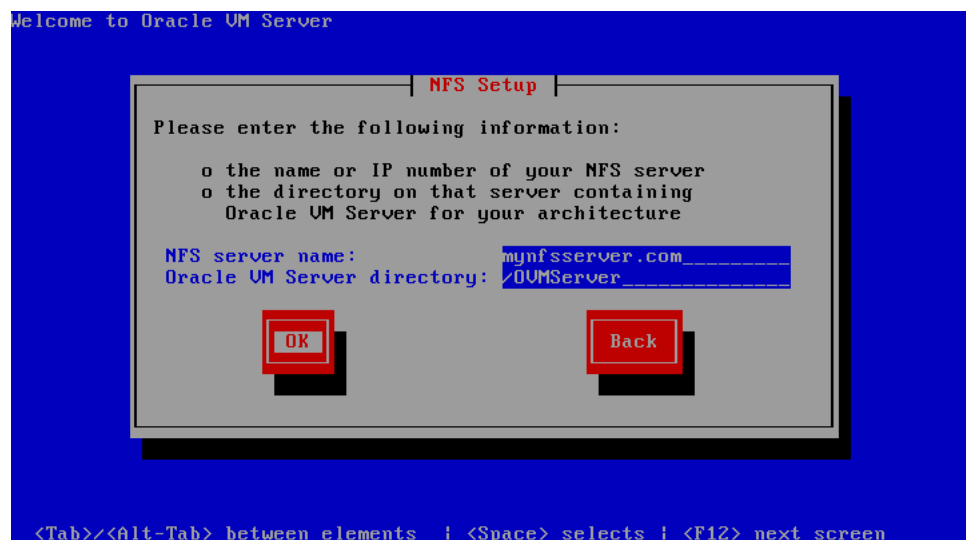 Welcome to Oracle VM Server
NFS Setup
Please enter the following information:
o the name or IP number of your NFS server
o the directory on that server containing
Oracle VM Server for your architecture
NFS server name: mynfsserver.com_________
Oracle VM Server directory: /OVMServer______________
OK Back
<Tab>/<Alt-Tab> between elements | <Space> selects | <F12> next screen